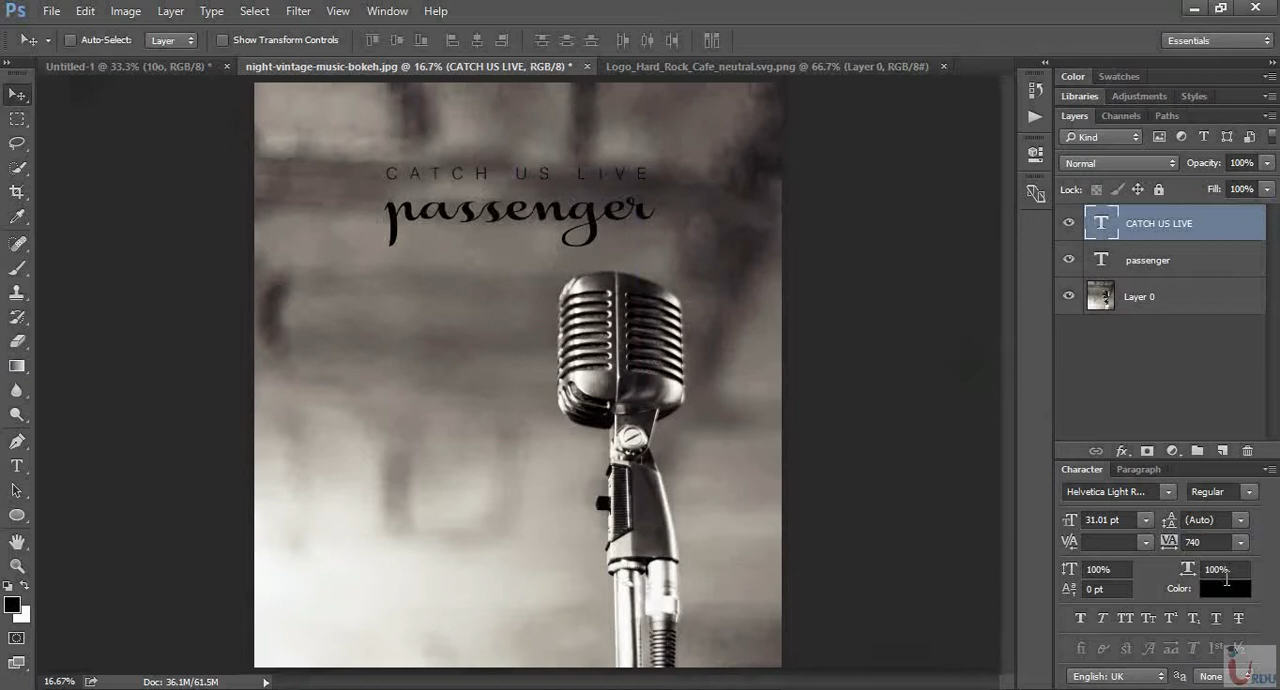 Ps File Edit Image Layer Type Select Filter View Window Help
Auto-Select: Layer Show Transform Controls Essentials
Untitled-1 @ 33.3% (10o, RGB/8) * × night-vintage-music-bokeh.jpg @ 16.7% (CATCH US LIVE, RGB/8) * × Logo_Hard_Rock_Cafe_neutral.svg.png @ 66.7% (Layer 0, RGB/8#) ×
Color Swatches
Libraries Adjustments Styles
Layers Channels Paths
Kind
Normal Opacity: 100%
Lock: Fill: 100%
CATCH US LIVE
passenger
T CATCH US LIVE
T passenger
Layer 0
fx
Character Paragraph
Helvetica Light R... Regular
31.01 pt (Auto)
740
100% 100%
0 pt Color:
English: UK aa None
URDU
16.67% Doc: 36.1M/61.5M